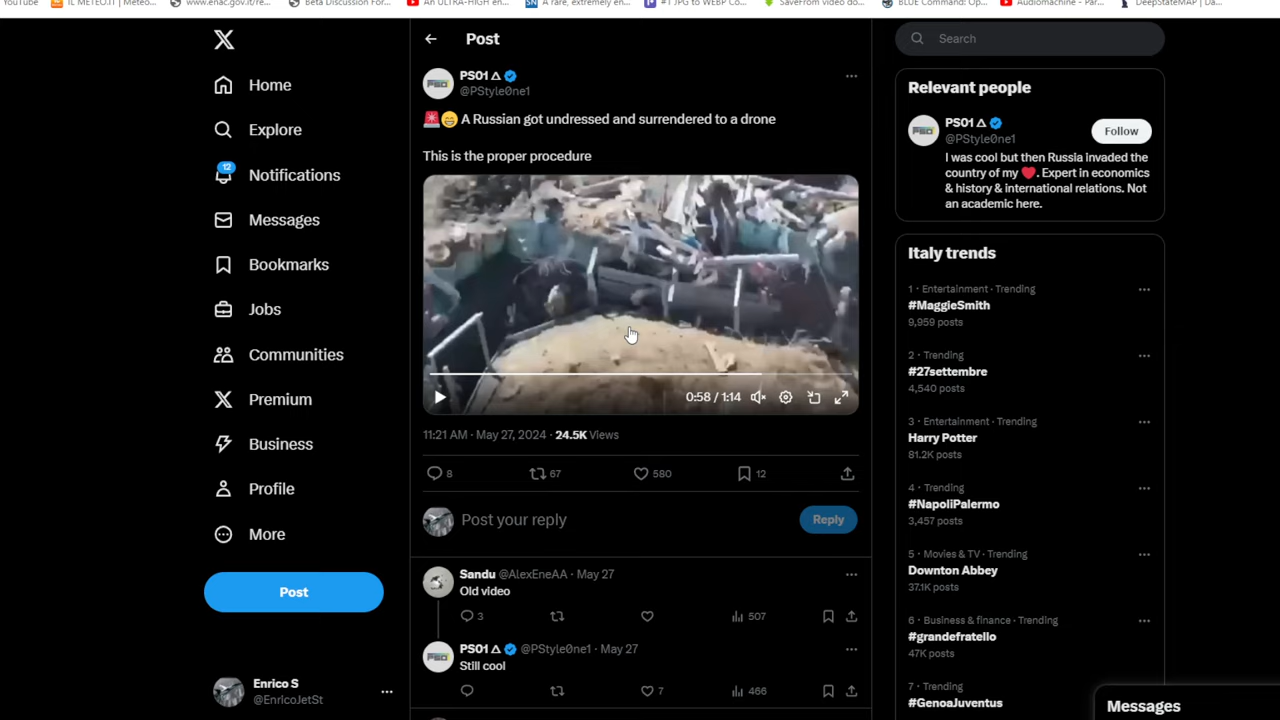 YouTube
IL METEO.IT | Meteo...
www.enac.gov.it/re...
Beta Discussion For...
An ULTRA-HIGH en...
SN A rare, extremely en...
#1 JPG to WEBP Co...
SaveFrom video do...
BLUE Command: Op...
Audiomachine - Par...
DeepStateMAP | Da...
Home
Explore
12
Notifications
Messages
Bookmarks
Jobs
Communities
Premium
Business
Profile
More
Post
Enrico S
@EnricoJetSt
Post
PS01 △
@PStyle0ne1
🚨😁 A Russian got undressed and surrendered to a drone
This is the proper procedure
0:58 / 1:14
11:21 AM · May 27, 2024 · 24.5K Views
8 67 580 12
Post your reply
Reply
Sandu @AlexEneAA · May 27
Old video
3 507
PS01 △ @PStyle0ne1 · May 27
Still cool
7 466
Search
Relevant people
PS01 △
@PStyle0ne1
Follow
I was cool but then Russia invaded the
country of my ❤️. Expert in economics
& history & international relations. Not
an academic here.
Italy trends
1 · Entertainment · Trending
#MaggieSmith
9,959 posts
2 · Trending
#27settembre
4,540 posts
3 · Entertainment · Trending
Harry Potter
81.2K posts
4 · Trending
#NapoliPalermo
3,457 posts
5 · Movies & TV · Trending
Downton Abbey
37.1K posts
6 · Business & finance · Trending
#grandefratello
47K posts
7 · Trending
#GenoaJuventus
Messages